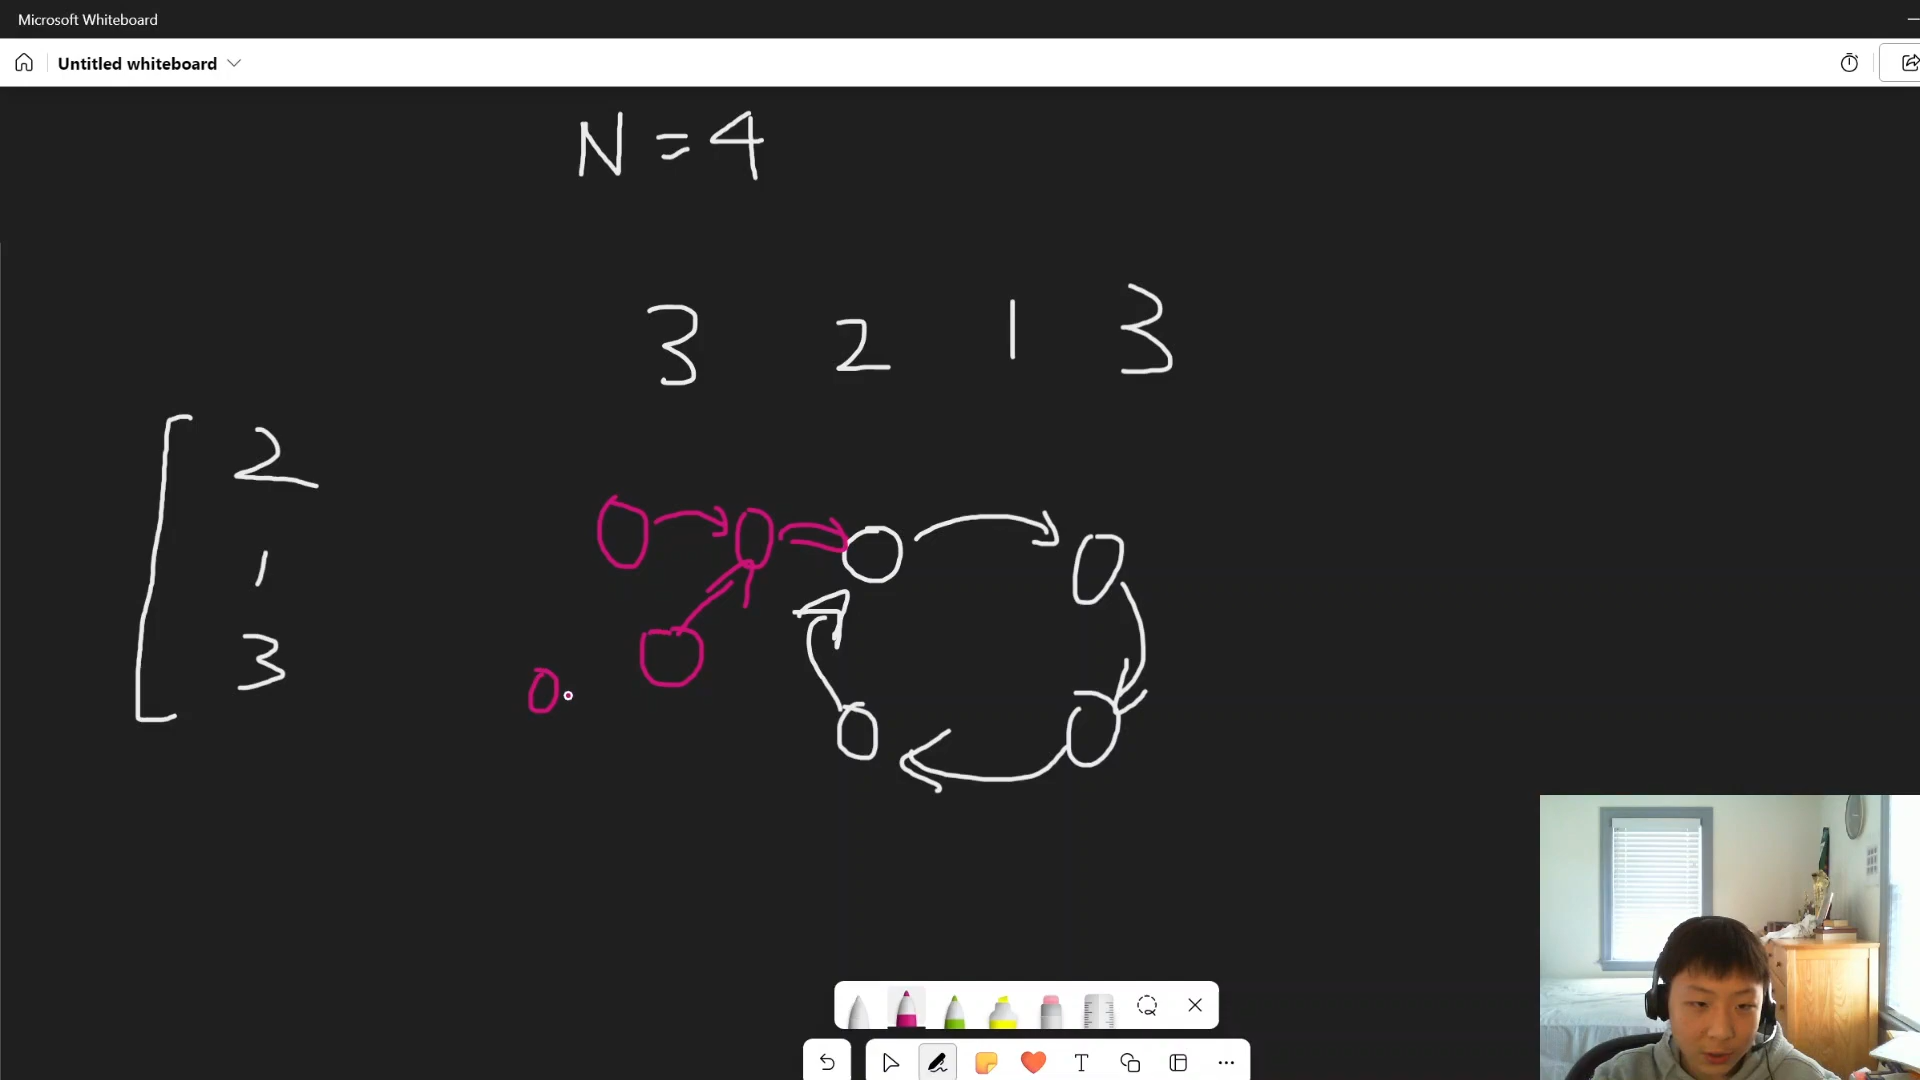 Microsoft Whiteboard
Untitled whiteboard
N = 4
3 2 1 3
2
1
3